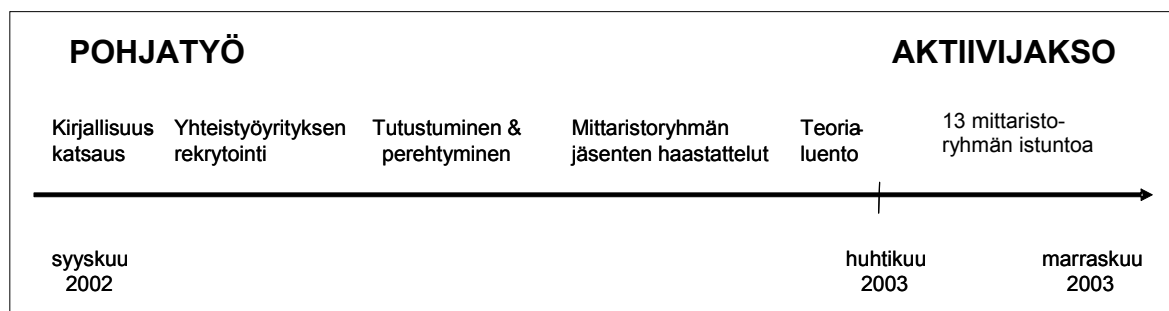 POHJATYÖ
AKTIIVIJAKSO
Kirjallisuus
katsaus
Yhteistyöyrityksen
rekrytointi
Tutustuminen &
perehtyminen
Mittaristoryhmän
jäsenten haastattelut
Teoria-
luento
13 mittaristo-
ryhmän istuntoa
syyskuu
2002
huhtikuu
2003
marraskuu
2003